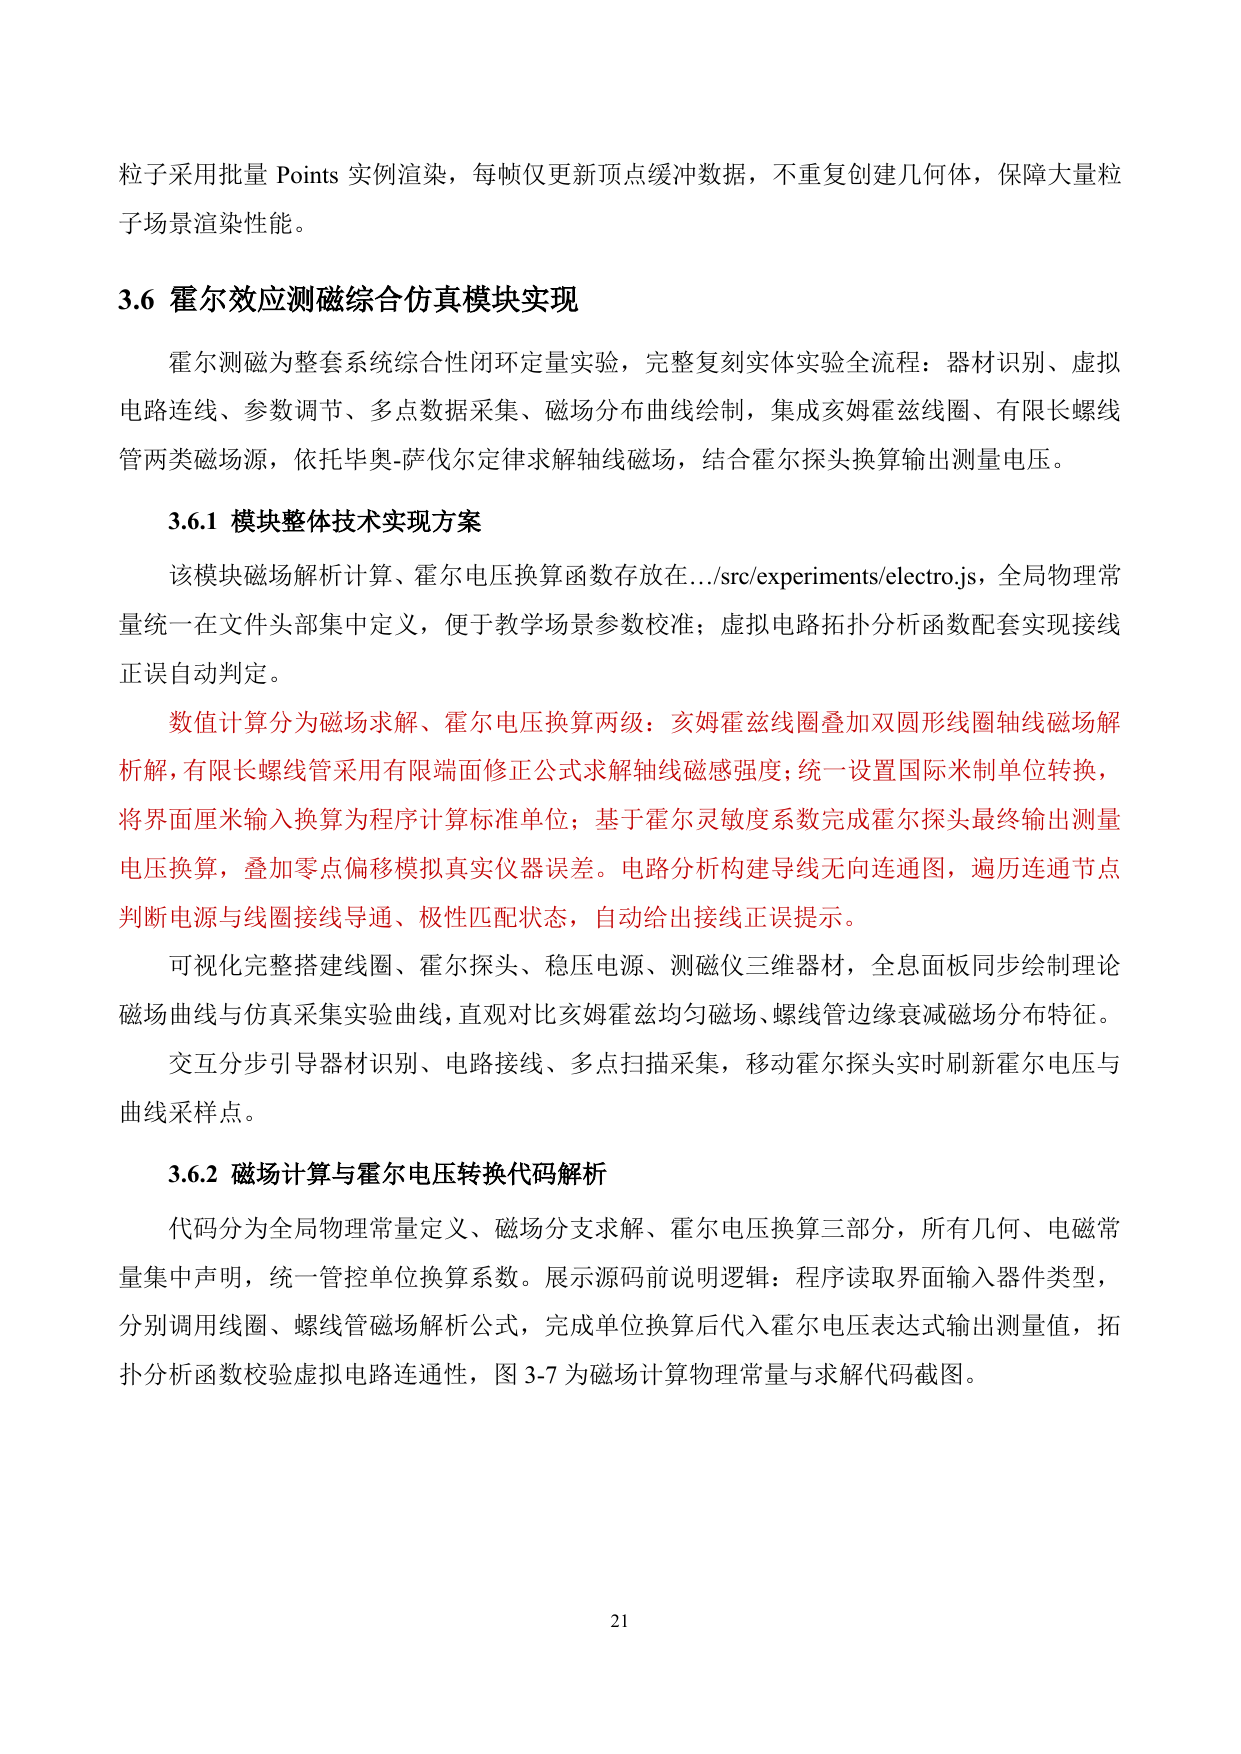 粒子采用批量 Points 实例渲染，每帧仅更新顶点缓冲数据，不重复创建几何体，保障大量粒
子场景渲染性能。
3.6 霍尔效应测磁综合仿真模块实现
霍尔测磁为整套系统综合性闭环定量实验，完整复刻实体实验全流程：器材识别、虚拟
电路连线、参数调节、多点数据采集、磁场分布曲线绘制，集成亥姆霍兹线圈、有限长螺线
管两类磁场源，依托毕奥-萨伐尔定律求解轴线磁场，结合霍尔探头换算输出测量电压。
3.6.1 模块整体技术实现方案
该模块磁场解析计算、霍尔电压换算函数存放在…/src/experiments/electro.js，全局物理常
量统一在文件头部集中定义，便于教学场景参数校准；虚拟电路拓扑分析函数配套实现接线
正误自动判定。
数值计算分为磁场求解、霍尔电压换算两级：亥姆霍兹线圈叠加双圆形线圈轴线磁场解
析解，有限长螺线管采用有限端面修正公式求解轴线磁感强度；统一设置国际米制单位转换，
将界面厘米输入换算为程序计算标准单位；基于霍尔灵敏度系数完成霍尔探头最终输出测量
电压换算，叠加零点偏移模拟真实仪器误差。电路分析构建导线无向连通图，遍历连通节点
判断电源与线圈接线导通、极性匹配状态，自动给出接线正误提示。
可视化完整搭建线圈、霍尔探头、稳压电源、测磁仪三维器材，全息面板同步绘制理论
磁场曲线与仿真采集实验曲线，直观对比亥姆霍兹均匀磁场、螺线管边缘衰减磁场分布特征。
交互分步引导器材识别、电路接线、多点扫描采集，移动霍尔探头实时刷新霍尔电压与
曲线采样点。
3.6.2 磁场计算与霍尔电压转换代码解析
代码分为全局物理常量定义、磁场分支求解、霍尔电压换算三部分，所有几何、电磁常
量集中声明，统一管控单位换算系数。展示源码前说明逻辑：程序读取界面输入器件类型，
分别调用线圈、螺线管磁场解析公式，完成单位换算后代入霍尔电压表达式输出测量值，拓
扑分析函数校验虚拟电路连通性，图 3-7 为磁场计算物理常量与求解代码截图。
21